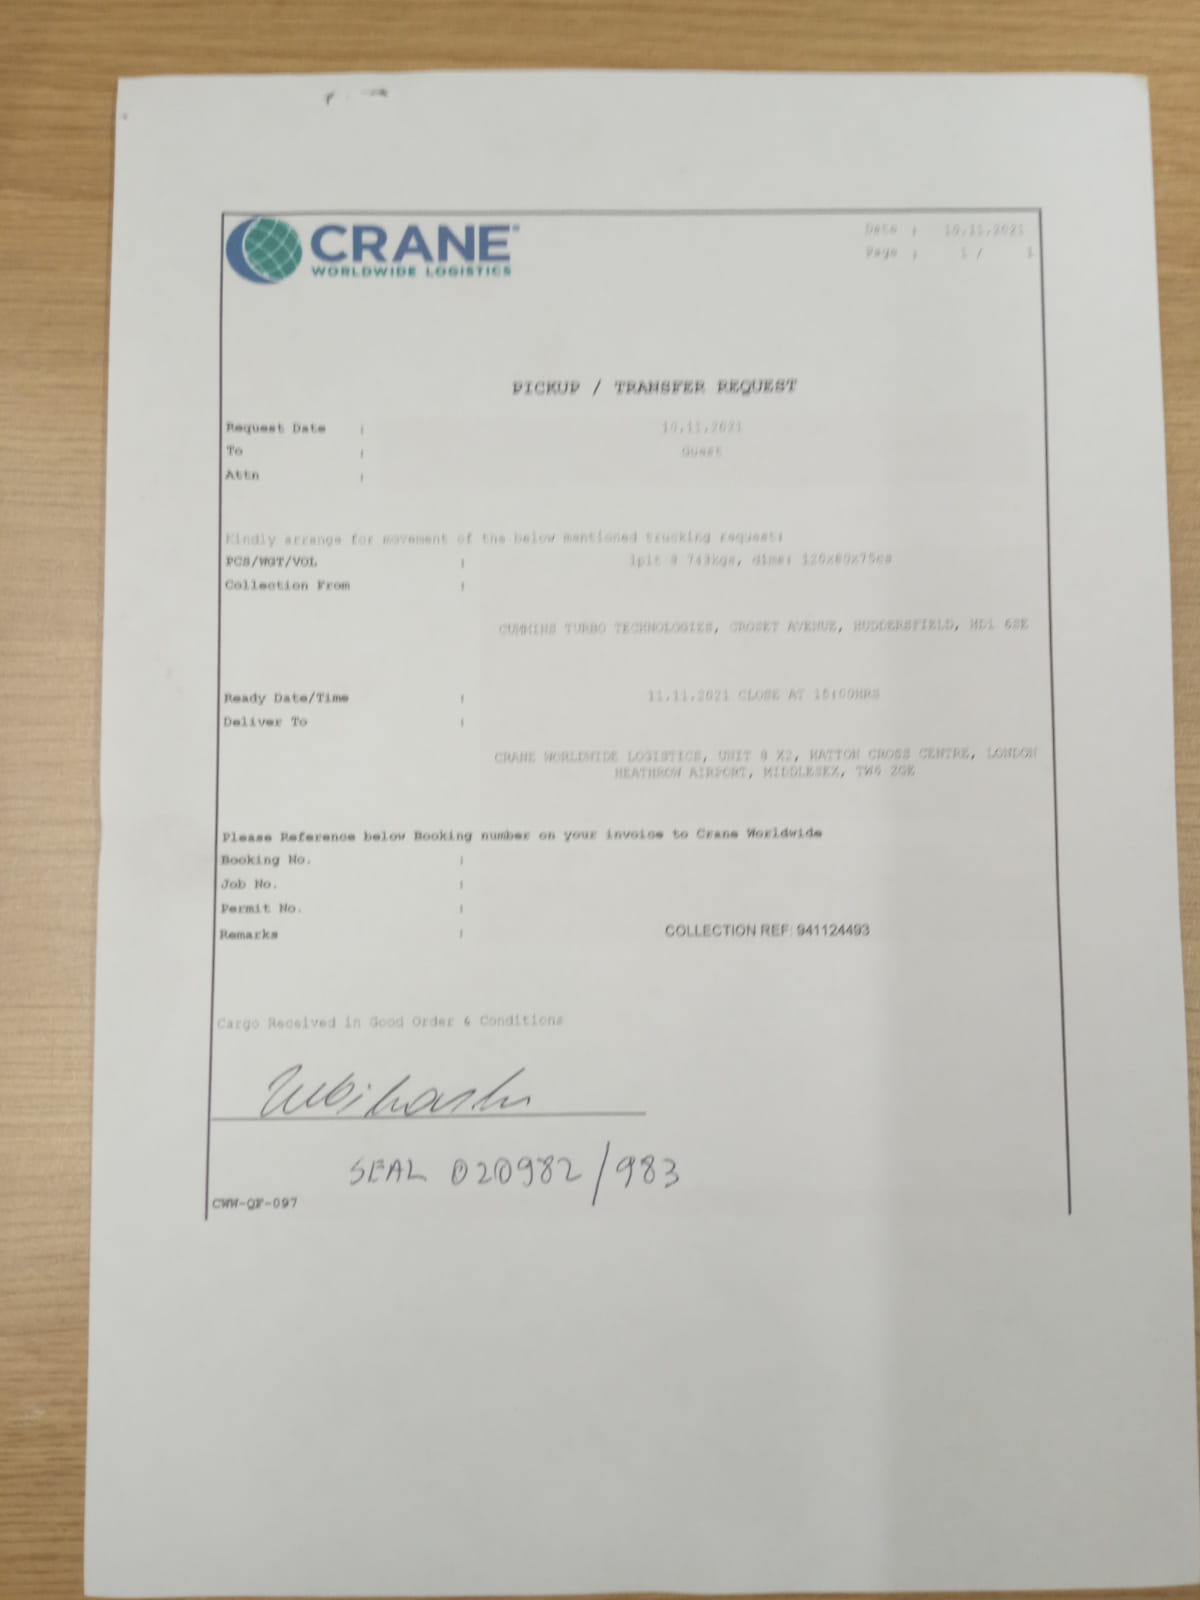 CRANE
WORLDWIDE LOGISTICS
Date : 10.11.2021
Page : 1 / 1
PICKUP / TRANSFER REQUEST
Request Date : 10.11.2021
To : Guest
Attn :
Kindly arrange for movement of the below mentioned trucking request:
PCS/WGT/VOL : 1plt @ 743kgs, dims: 120x80x75cm
Collection From :
CUMMINS TURBO TECHNOLOGIES, CROSET AVENUE, HUDDERSFIELD, HD1 6SE
Ready Date/Time : 11.11.2021 CLOSE AT
Deliver To :
CRANE WORLDWIDE LOGISTICS, UNIT 8 X2, HATTON CROSS CENTRE, LONDON
HEATHROW AIRPORT, MIDDLESEX, TW6 2GE
Please Reference below Booking number on your invoice to Crane Worldwide
Booking No. :
Job No. :
Permit No. :
Remarks : COLLECTION REF: 941124493
Cargo Received in Good Order & Conditions
SEAL 020982/983
CWW-QF-097